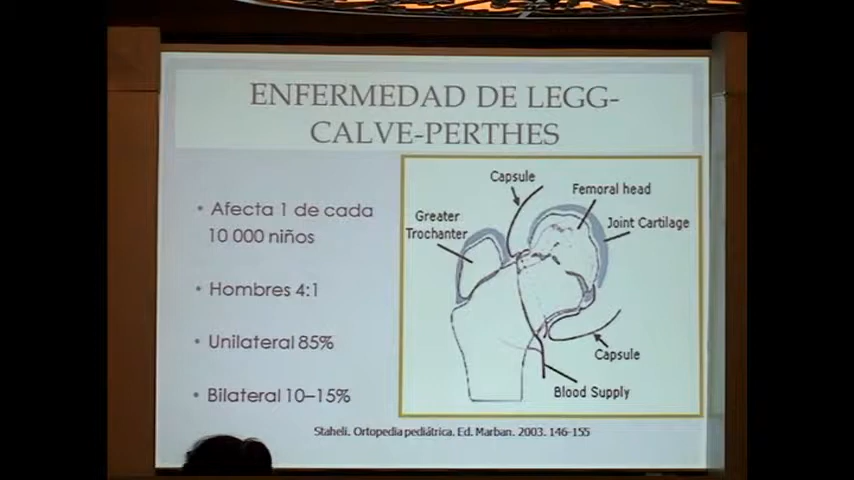 ENFERMEDAD DE LEGG-
CALVE-PERTHES
• Afecta 1 de cada
10 000 niños
• Hombres 4:1
• Unilateral 85%
• Bilateral 10–15%
Capsule
Femoral head
Greater
Trochanter
Joint Cartilage
Capsule
Blood Supply
Staheli. Ortopedia pediátrica. Ed. Marban. 2003. 146-155